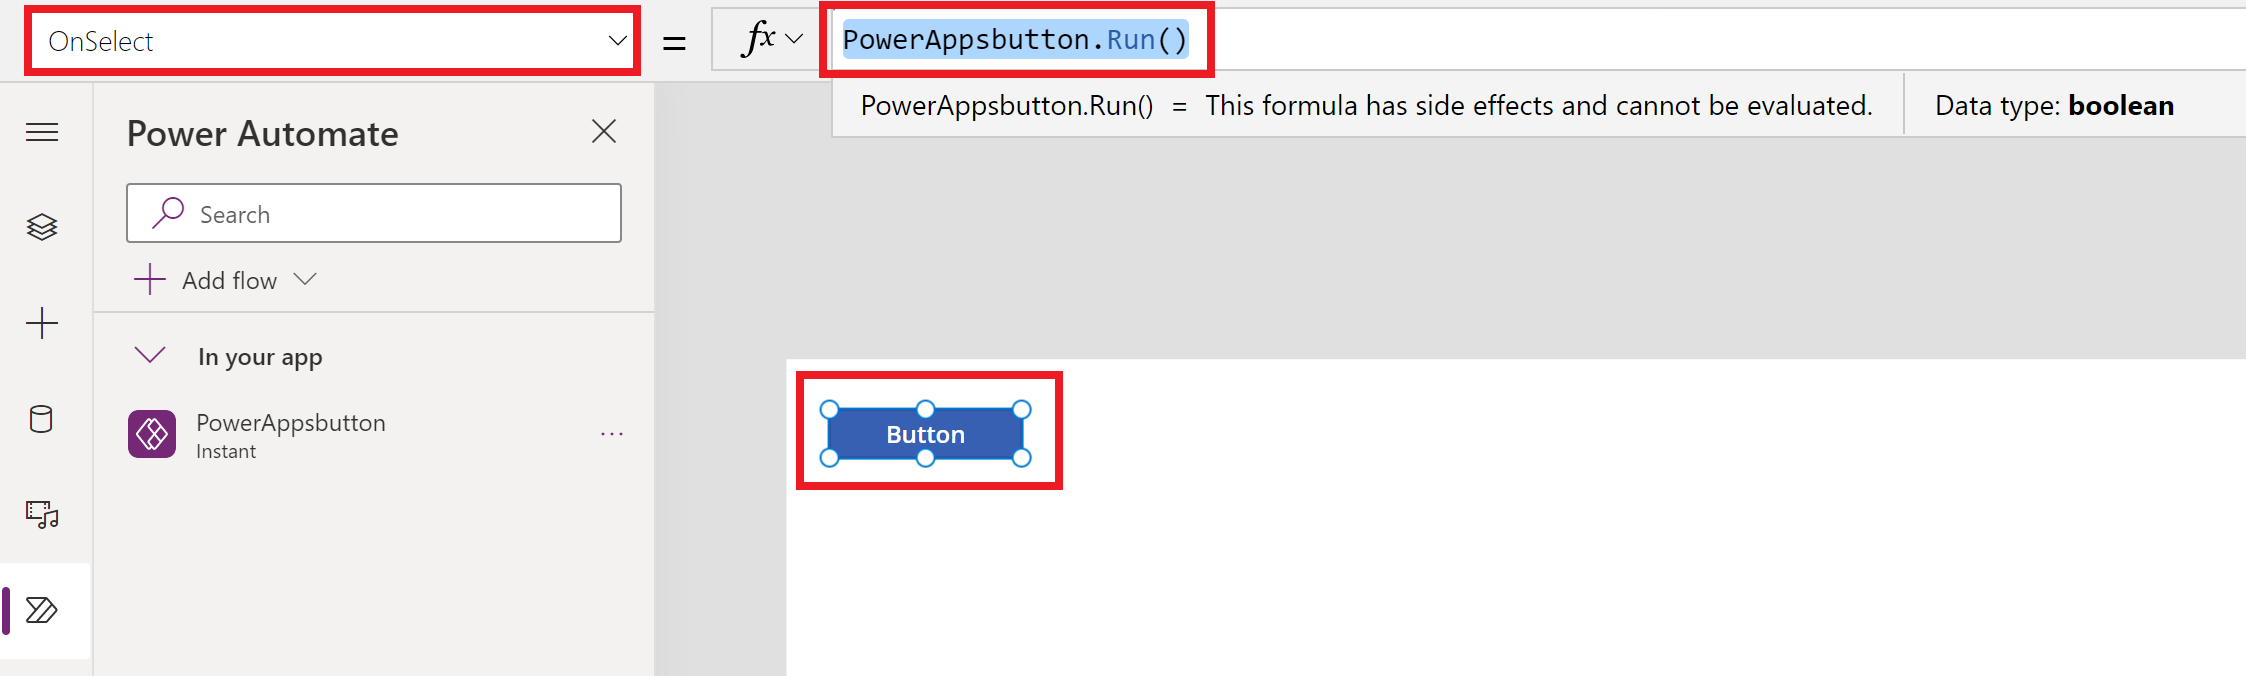 OnSelect
=
fx
PowerAppsbutton.Run()
PowerAppsbutton.Run() = This formula has side effects and cannot be evaluated.
Data type: boolean
Power Automate
Search
Add flow
In your app
PowerAppsbutton
Instant
...
Button